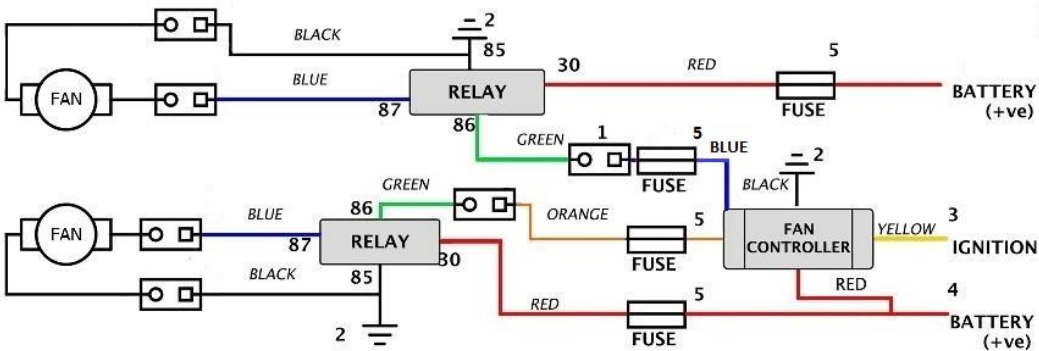 2
BLACK
85
5
30
RED
BLUE
FAN
RELAY
87
FUSE
BATTERY
(+ve)
86
GREEN
1
5
BLUE
FUSE
2
BLACK
GREEN
ORANGE
BLUE
86
5
3
FAN
87
RELAY
FAN
CONTROLLER
YELLOW
IGNITION
30
FUSE
BLACK
85
RED
4
RED
5
2
FUSE
BATTERY
(+ve)